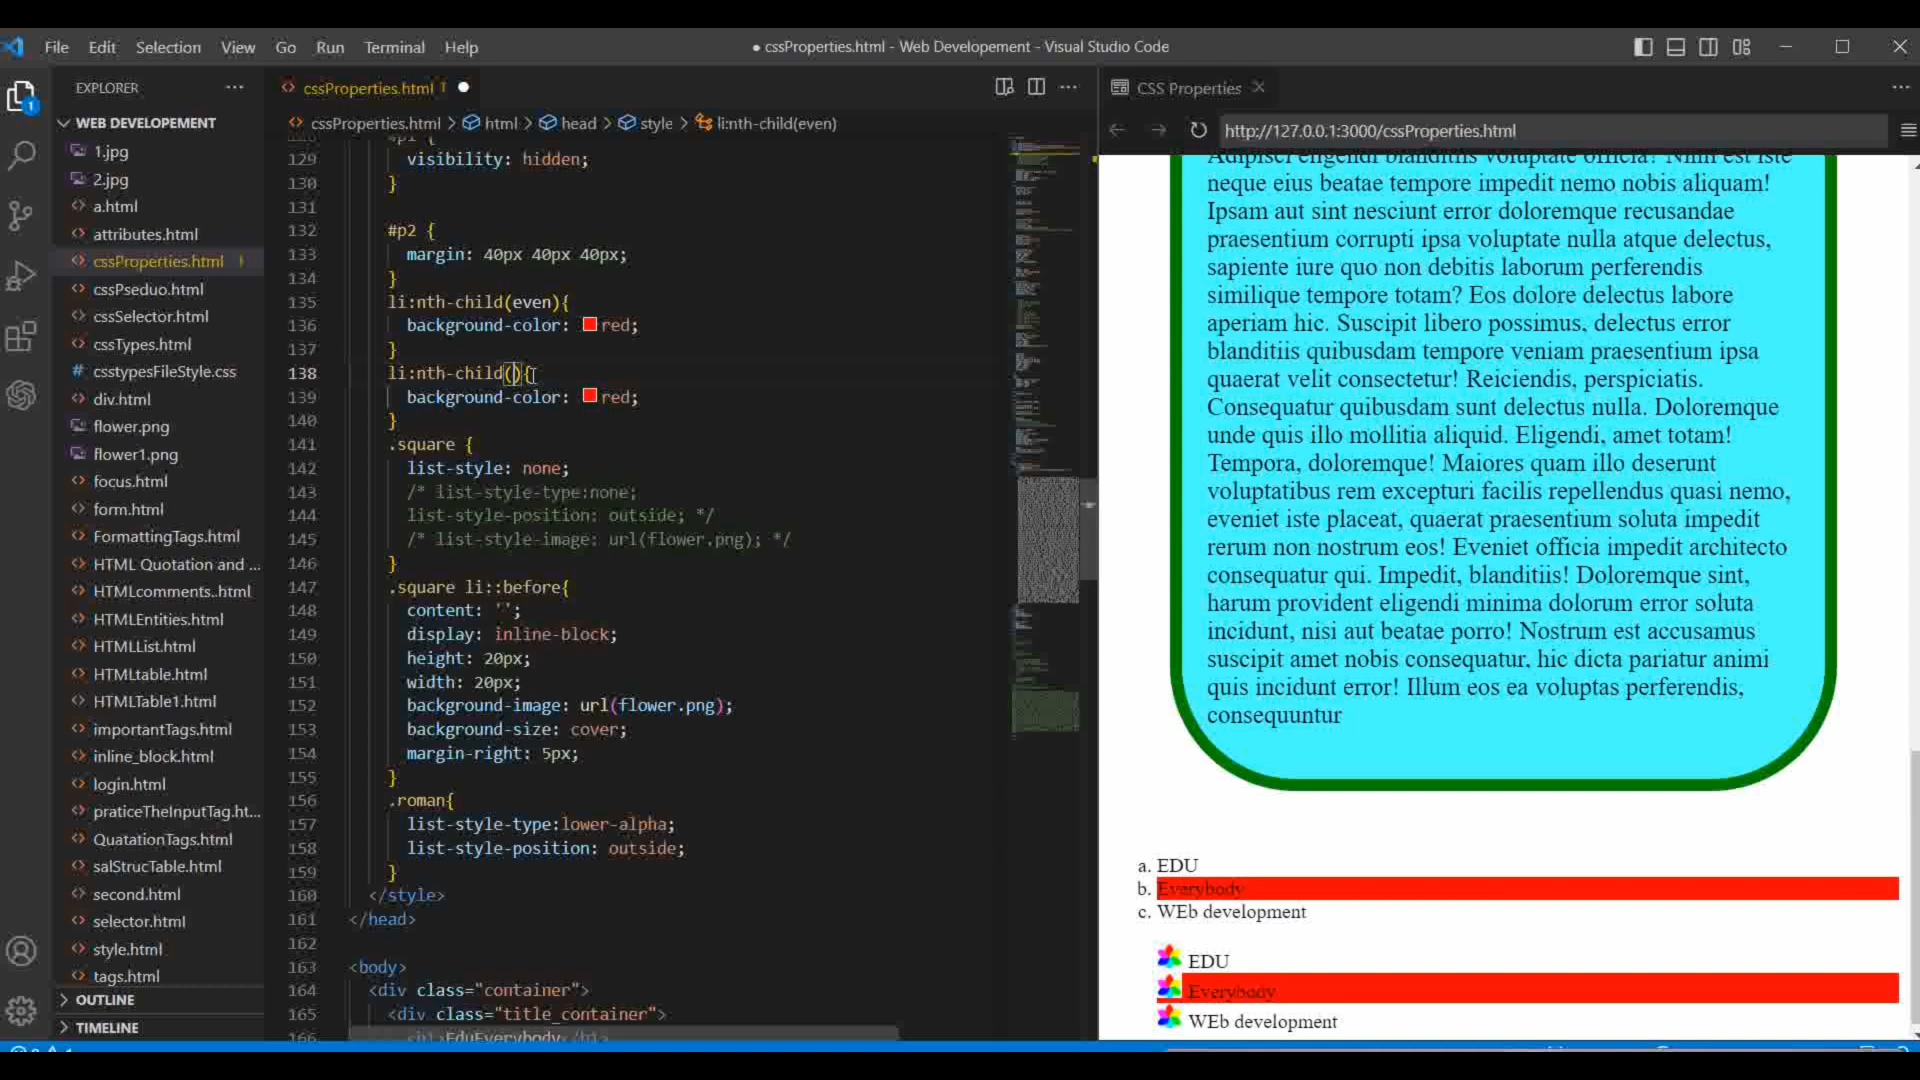 File Edit Selection View Go Run Terminal Help
● cssProperties.html - Web Developement - Visual Studio Code
EXPLORER
WEB DEVELOPEMENT
1.jpg
2.jpg
a.html
attributes.html
cssProperties.html
cssPseduo.html
cssSelector.html
cssTypes.html
# csstypesFileStyle.css
div.html
flower.png
flower1.png
focus.html
form.html
FormattingTags.html
HTML Quotation and ...
HTMLcomments..html
HTMLEntities.html
HTMLList.html
HTMLtable.html
HTMLTable1.html
importantTags.html
inline_block.html
login.html
praticeTheInputTag.ht...
QuatationTags.html
salStrucTable.html
second.html
selector.html
style.html
tags.html
OUTLINE
TIMELINE
1
cssProperties.html 1
cssProperties.html > html > head > style > li:nth-child(even)
#p1 {
129 visibility: hidden;
130 }
131
132 #p2 {
133 margin: 40px 40px 40px;
134 }
135 li:nth-child(even){
136 background-color: red;
137 }
138 li:nth-child(){
139 background-color: red;
140 }
141 .square {
142 list-style: none;
143 /* list-style-type:none;
144 list-style-position: outside; */
145 /* list-style-image: url(flower.png); */
146 }
147 .square li::before{
148 content: '';
149 display: inline-block;
150 height: 20px;
151 width: 20px;
152 background-image: url(flower.png);
153 background-size: cover;
154 margin-right: 5px;
155 }
156 .roman{
157 list-style-type:lower-alpha;
158 list-style-position: outside;
159 }
160 </style>
161 </head>
162
163 <body>
164 <div class="container">
165 <div class="title_container">
166 <h1>EduEverybody</h1>
CSS Properties
http://127.0.0.1:3000/cssProperties.html
Adipisci eligendi blanditiis voluptate officia! Nihil est iste
neque eius beatae tempore impedit nemo nobis aliquam!
Ipsam aut sint nesciunt error doloremque recusandae
praesentium corrupti ipsa voluptate nulla atque delectus,
sapiente iure quo non debitis laborum perferendis
similique tempore totam? Eos dolore delectus labore
aperiam hic. Suscipit libero possimus, delectus error
blanditiis quibusdam tempore veniam praesentium ipsa
quaerat velit consectetur! Reiciendis, perspiciatis.
Consequatur quibusdam sunt delectus nulla. Doloremque
unde quis illo mollitia aliquid. Eligendi, amet totam!
Tempora, doloremque! Maiores quam illo deserunt
voluptatibus rem excepturi facilis repellendus quasi nemo,
eveniet iste placeat, quaerat praesentium soluta impedit
rerum non nostrum eos! Eveniet officia impedit architecto
consequatur qui. Impedit, blanditiis! Doloremque sint,
harum provident eligendi minima dolorum error soluta
incidunt, nisi aut beatae porro! Nostrum est accusamus
suscipit amet nobis consequatur, hic dicta pariatur animi
quis incidunt error! Illum eos ea voluptas perferendis,
consequuntur
a. EDU
b. Everybody
c. WEb development
EDU
Everybody
WEb development